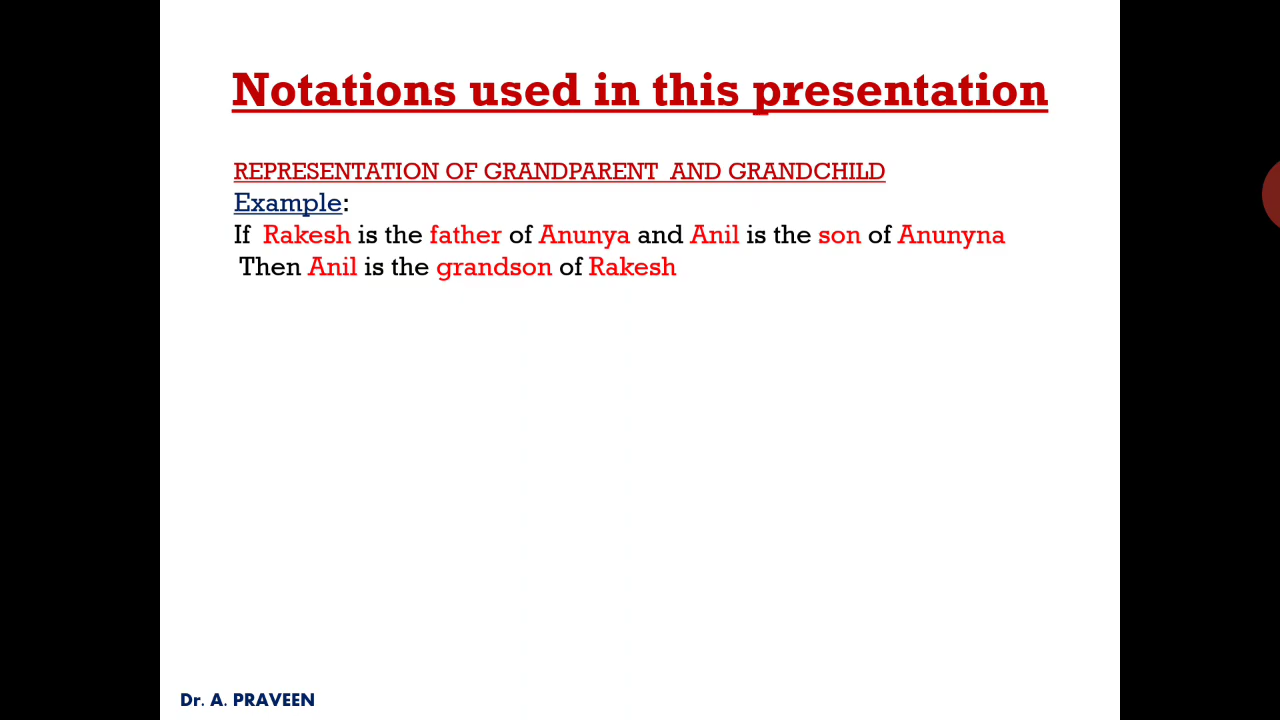 Notations used in this presentation
REPRESENTATION OF GRANDPARENT AND GRANDCHILD
Example:
If Rakesh is the father of Anunya and Anil is the son of Anunyna
Then Anil is the grandson of Rakesh
Dr. A. PRAVEEN